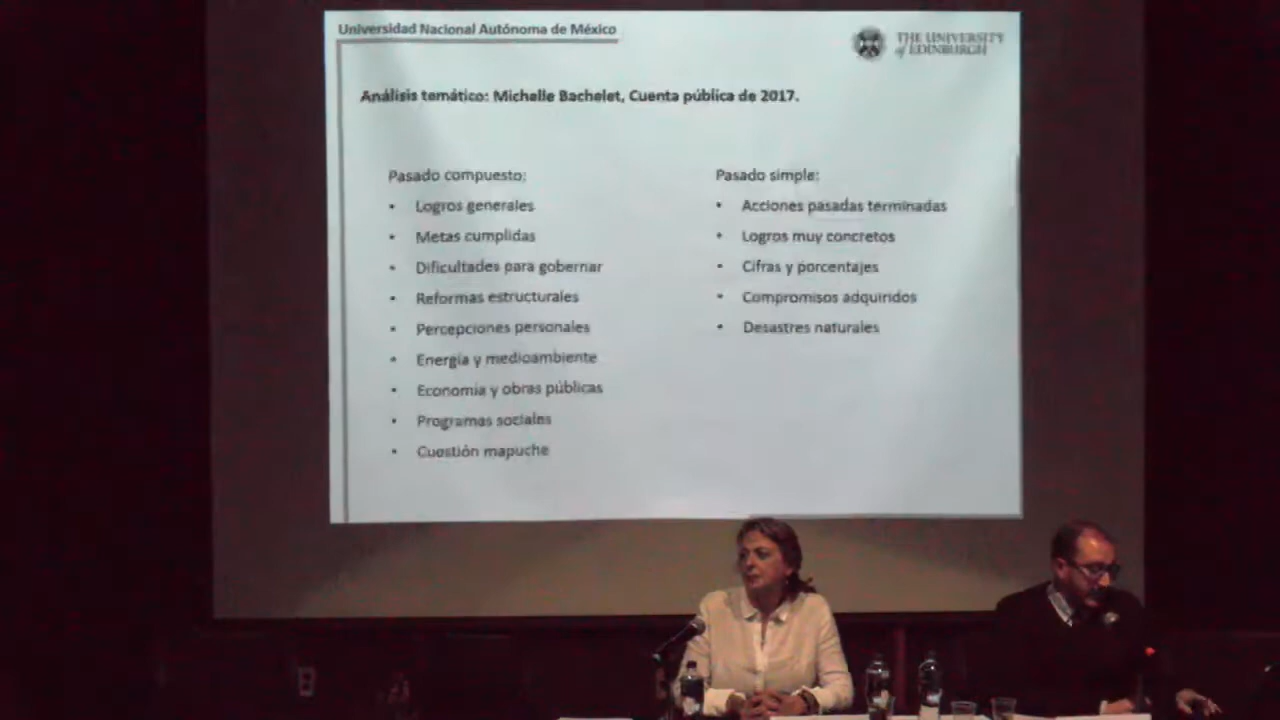 Universidad Nacional Autónoma de México
THE UNIVERSITY
of EDINBURGH
Análisis temático: Michelle Bachelet, Cuenta pública de 2017.
Pasado compuesto:
• Logros generales
• Metas cumplidas
• Dificultades para gobernar
• Reformas estructurales
• Percepciones personales
• Energía y medioambiente
• Economía y obras públicas
• Programas sociales
• Cuestión mapuche
Pasado simple:
• Acciones pasadas terminadas
• Logros muy concretos
• Cifras y porcentajes
• Compromisos adquiridos
• Desastres naturales